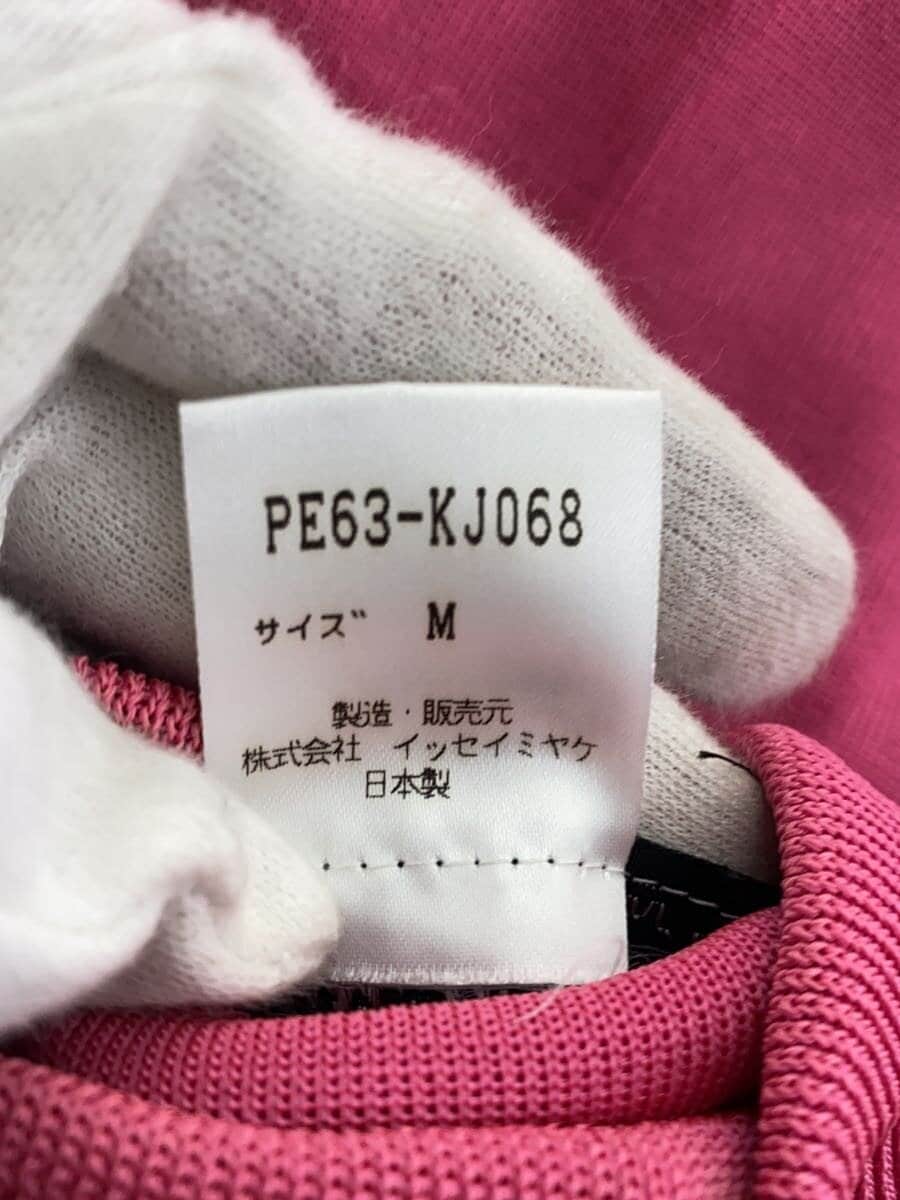 PE63-KJ068
サイズ M
製造・販売元
株式会社 イッセイミヤケ
日本製